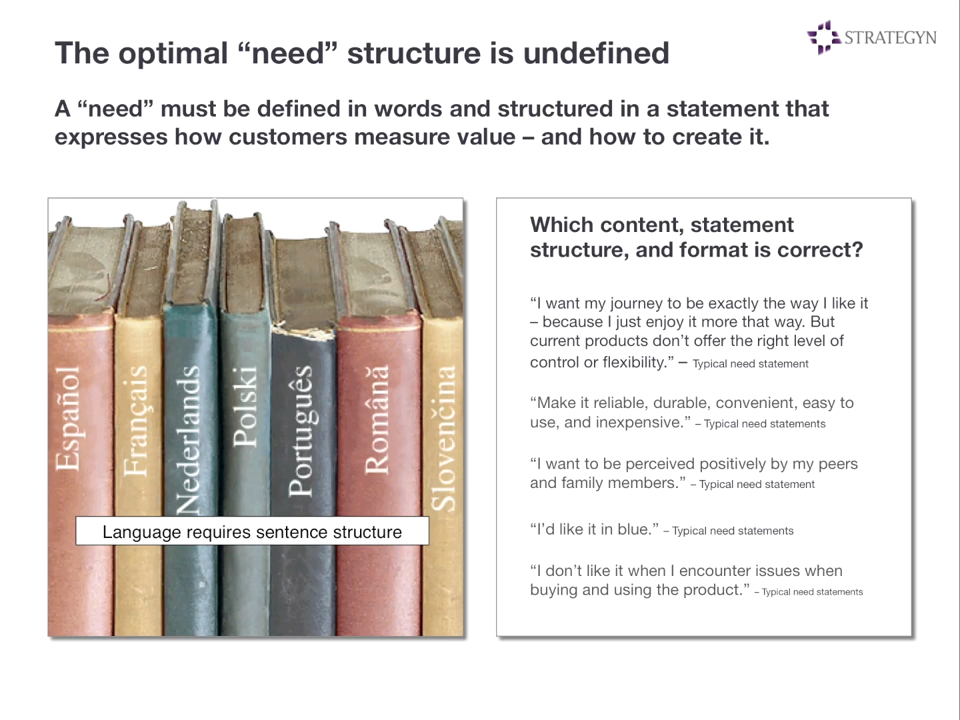 The optimal “need” structure is undefined
STRATEGYN
A “need” must be defined in words and structured in a statement that
expresses how customers measure value – and how to create it.
Español
Français
Nederlands
Polski
Português
Română
Slovenčina
Language requires sentence structure
Which content, statement
structure, and format is correct?
“I want my journey to be exactly the way I like it
– because I just enjoy it more that way. But
current products don’t offer the right level of
control or flexibility.” – Typical need statement
“Make it reliable, durable, convenient, easy to
use, and inexpensive.” – Typical need statements
“I want to be perceived positively by my peers
and family members.” – Typical need statement
“I’d like it in blue.” – Typical need statements
“I don’t like it when I encounter issues when
buying and using the product.” – Typical need statements